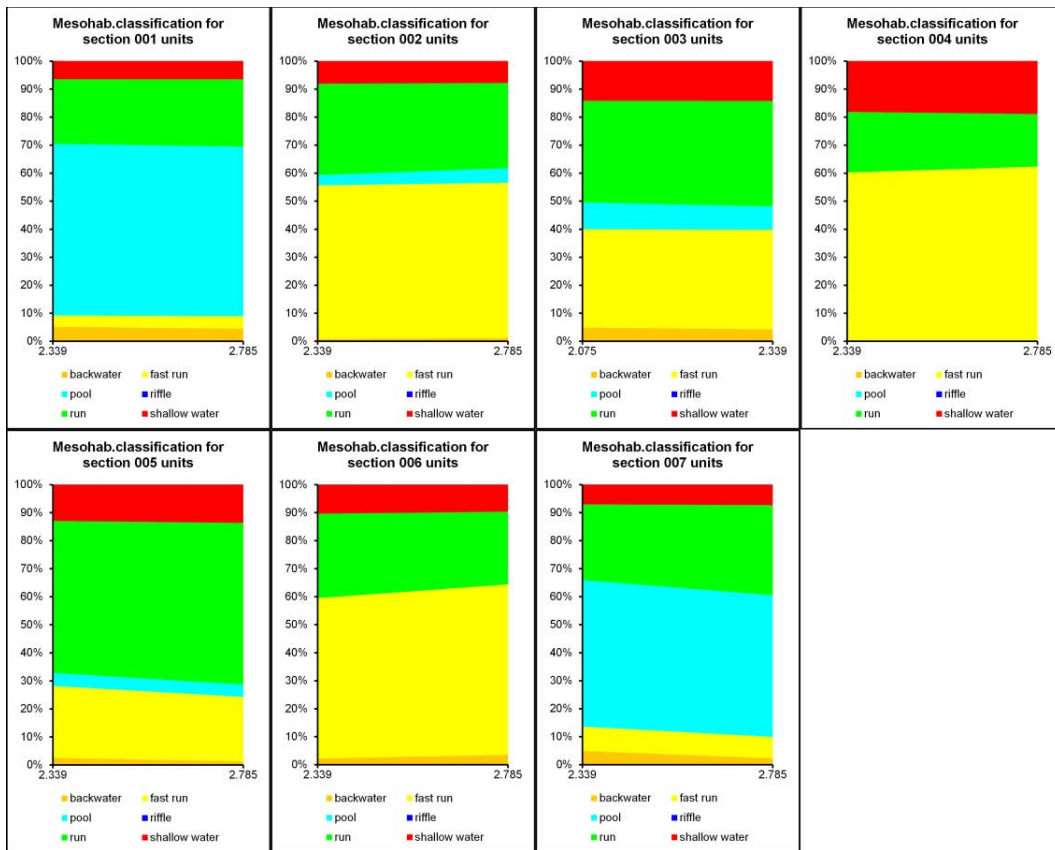 Mesohab.classification for
section 001 units
100%
90%
80%
70%
60%
50%
40%
30%
20%
10%
0%
2.339 2.785
backwater fast run
pool riffle
run shallow water
Mesohab.classification for
section 002 units
100%
90%
80%
70%
60%
50%
40%
30%
20%
10%
0%
2.339 2.785
backwater fast run
pool riffle
run shallow water
Mesohab.classification for
section 003 units
100%
90%
80%
70%
60%
50%
40%
30%
20%
10%
0%
2.075 2.339
backwater fast run
pool riffle
run shallow water
Mesohab.classification for
section 004 units
100%
90%
80%
70%
60%
50%
40%
30%
20%
10%
0%
2.339 2.785
backwater fast run
pool riffle
run shallow water
Mesohab.classification for
section 005 units
100%
90%
80%
70%
60%
50%
40%
30%
20%
10%
0%
2.339 2.785
backwater fast run
pool riffle
run shallow water
Mesohab.classification for
section 006 units
100%
90%
80%
70%
60%
50%
40%
30%
20%
10%
0%
2.339 2.785
backwater fast run
pool riffle
run shallow water
Mesohab.classification for
section 007 units
100%
90%
80%
70%
60%
50%
40%
30%
20%
10%
0%
2.339 2.785
backwater fast run
pool riffle
run shallow water